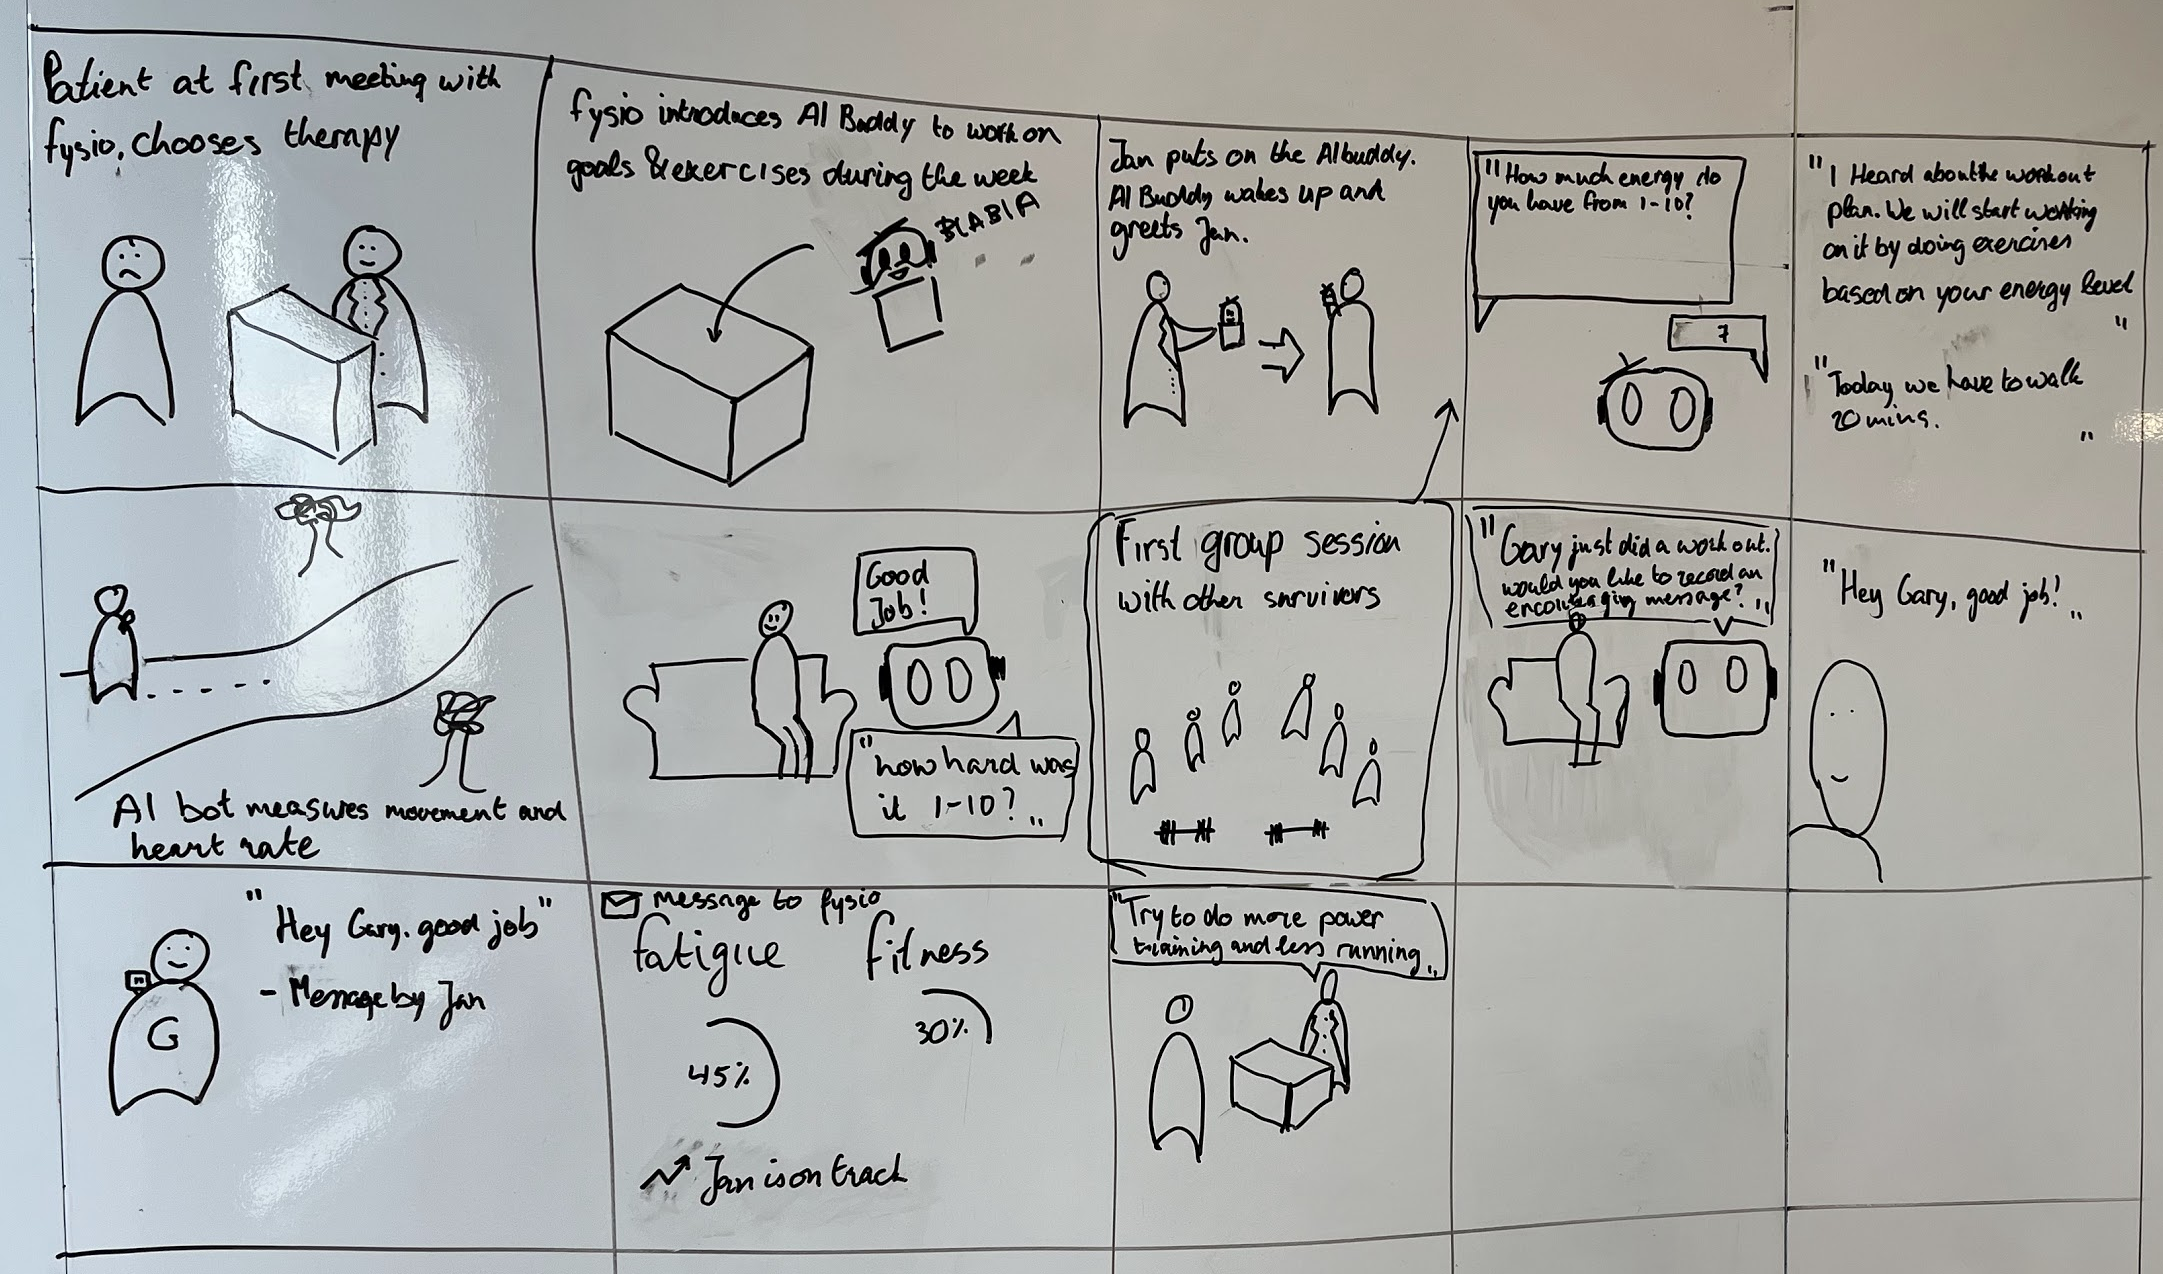 Patient at first meeting with
fysio, chooses therapy
fysio introduces AI Buddy to work on
goals & exercises during the week
BLABLA
Jan puts on the AIbuddy.
AI Buddy wakes up and
greets Jan.
"How much energy do
you have from 1-10?
7
"I Heard about the workout
plan. We will start working
on it by doing exercises
based on your energy level
"
"Today we have to walk
20 mins.
"
AI bot measures movement and
heart rate
Good
Job!
"how hard was
it 1-10?"
First group session
with other survivors
"Gary just did a work out.
would you like to record an
encouraging message?"
"Hey Gary, good job!"
"Hey Gary. good job"
- Message by Jan
G
message to fysio
fatigue fitness
45% 30%
Jan is on track
"Try to do more power
training and less running"